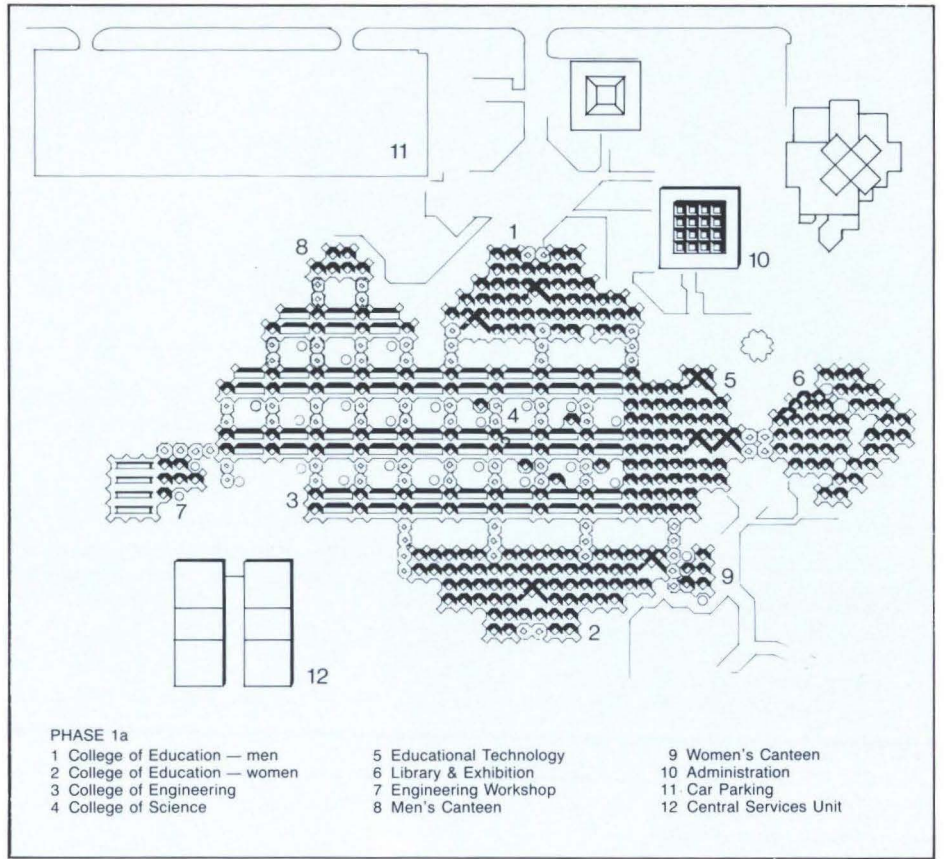 11
1
8
10
5
6
4
3
7
9
2
12
PHASE 1a
1 College of Education — men
2 College of Education — women
3 College of Engineering
4 College of Science
5 Educational Technology
6 Library & Exhibition
7 Engineering Workshop
8 Men's Canteen
9 Women's Canteen
10 Administration
11 Car Parking
12 Central Services Unit